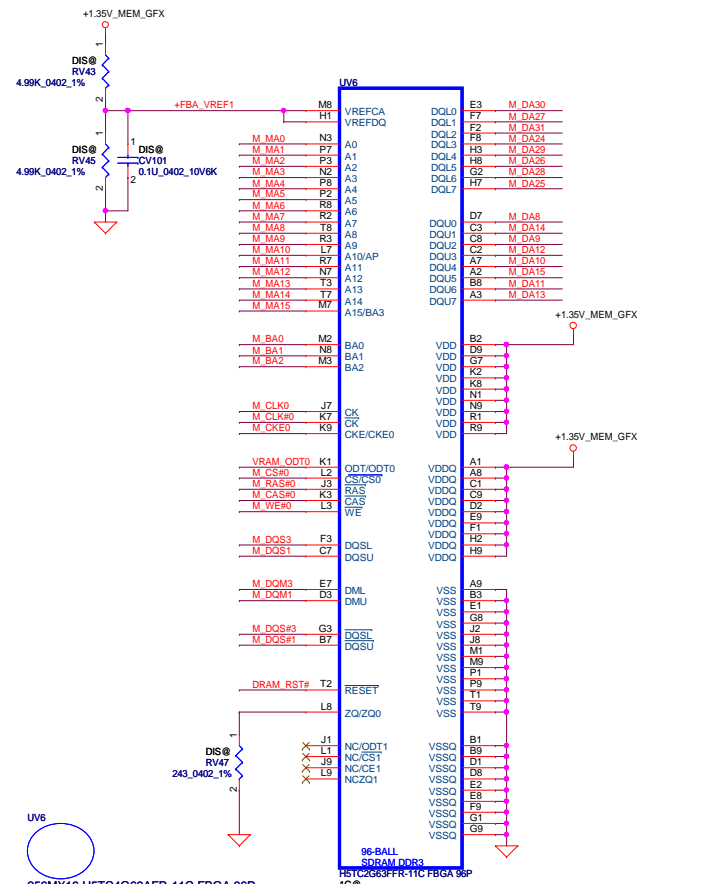 +1.35V_MEM_GFX
1
DIS@
RV43
4.99K_0402_1%
2
+FBA_VREF1
1
DIS@
RV45
4.99K_0402_1%
2
1
DIS@
CV101
0.1U_0402_10V6K
2
UV6
M8 VREFCA
H1 VREFDQ
M_MA0 N3 A0
M_MA1 P7 A1
M_MA2 P3 A2
M_MA3 N2 A3
M_MA4 P8 A4
M_MA5 P2 A5
M_MA6 R8 A6
M_MA7 R2 A7
M_MA8 T8 A8
M_MA9 R3 A9
M_MA10 L7 A10/AP
M_MA11 R7 A11
M_MA12 N7 A12
M_MA13 T3 A13
M_MA14 T7 A14
M_MA15 M7 A15/BA3
M_BA0 M2 BA0
M_BA1 N8 BA1
M_BA2 M3 BA2
M_CLK0 J7 CK
M_CLK#0 K7 CK
M_CKE0 K9 CKE/CKE0
VRAM_ODT0 K1 ODT/ODT0
M_CS#0 L2 CS/CS0
M_RAS#0 J3 RAS
M_CAS#0 K3 CAS
M_WE#0 L3 WE
M_DQS3 F3 DQSL
M_DQS1 C7 DQSU
M_DQM3 E7 DML
M_DQM1 D3 DMU
M_DQS#3 G3 DQSL
M_DQS#1 B7 DQSU
DRAM_RST# T2 RESET
L8 ZQ/ZQ0
1
DIS@
RV47
243_0402_1%
2
J1 NC/ODT1
L1 NC/CS1
J9 NC/CE1
L9 NCZQ1
DQL0 E3 M_DA30
DQL1 F7 M_DA27
DQL2 F2 M_DA31
DQL3 F8 M_DA24
DQL4 H3 M_DA29
DQL5 H8 M_DA26
DQL6 G2 M_DA28
DQL7 H7 M_DA25
DQU0 D7 M_DA8
DQU1 C3 M_DA14
DQU2 C8 M_DA9
DQU3 C2 M_DA12
DQU4 A7 M_DA10
DQU5 A2 M_DA15
DQU6 B8 M_DA11
DQU7 A3 M_DA13
+1.35V_MEM_GFX
VDD B2
VDD D9
VDD G7
VDD K2
VDD K8
VDD N1
VDD N9
VDD R1
VDD R9
+1.35V_MEM_GFX
VDDQ A1
VDDQ A8
VDDQ C1
VDDQ C9
VDDQ D2
VDDQ E9
VDDQ F1
VDDQ H2
VDDQ H9
VSS A9
VSS B3
VSS E1
VSS G8
VSS J2
VSS J8
VSS M1
VSS M9
VSS P1
VSS P9
VSS T1
VSS T9
VSSQ B1
VSSQ B9
VSSQ D1
VSSQ D8
VSSQ E2
VSSQ E8
VSSQ F9
VSSQ G1
VSSQ G9
96-BALL
SDRAM DDR3
H5TC2G63FFR-11C FBGA 96P
UV6